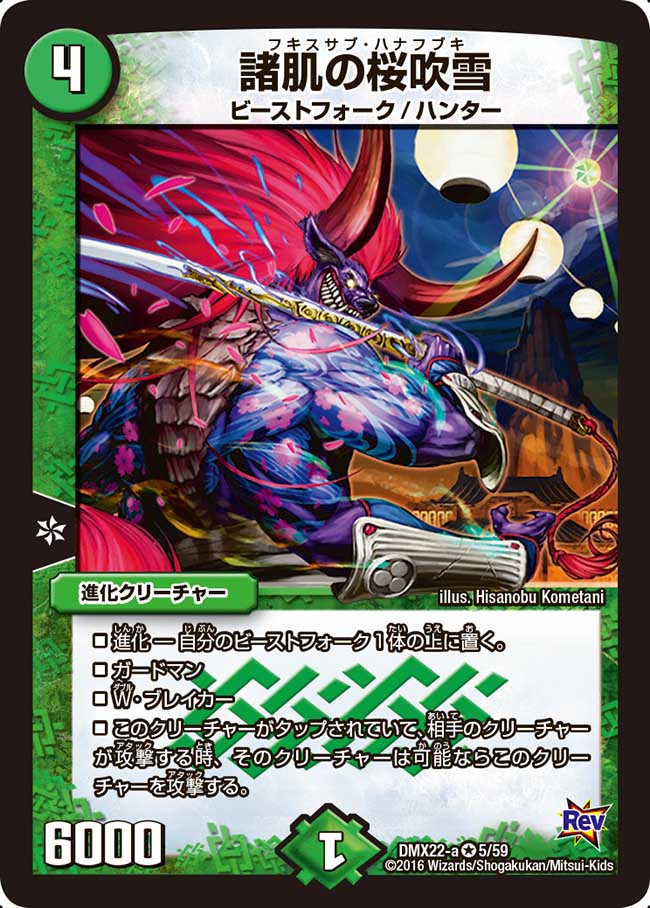 4
フキスサブ・ハナフブキ
諸肌の桜吹雪
ビーストフォーク / ハンター
進化クリーチャー
illus. Hisanobu Kometani
■ 進化－自分のビーストフォーク１体の上に置く。
■ ガードマン
■ W・ブレイカー
■ このクリーチャーがタップされていて、相手のクリーチャー
が攻撃する時、そのクリーチャーは可能ならこのクリー
チャーを攻撃する。
6000
1
Rev
DMX22-a✪5/59
©2016 Wizards/Shogakukan/Mitsui-Kids